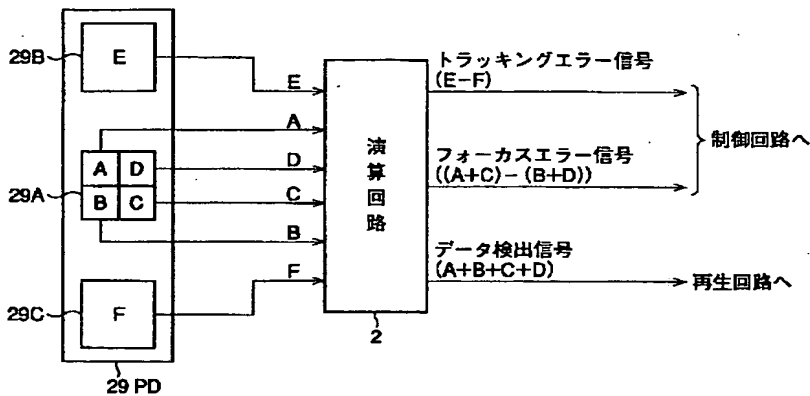 29B
E
29A
A D
B C
29C
F
29 PD
E
A
D
C
B
F
演算回路
2
トラッキングエラー信号
(E−F)
フォーカスエラー信号
((A+C)−(B+D))
制御回路へ
データ検出信号
(A+B+C+D)
再生回路へ